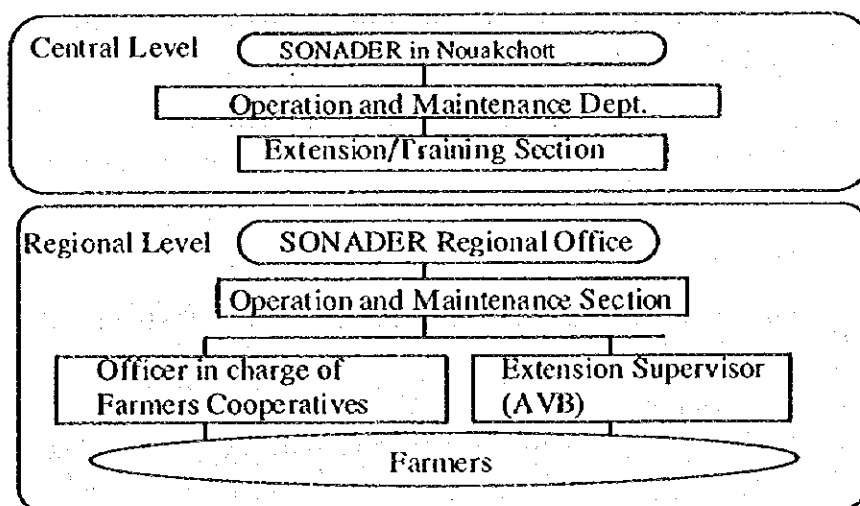 Central Level
SONADER in Nouakchott
Operation and Maintenance Dept.
Extension/Training Section
Regional Level
SONADER Regional Office
Operation and Maintenance Section
Officer in charge of
Farmers Cooperatives
Extension Supervisor
(AVB)
Farmers